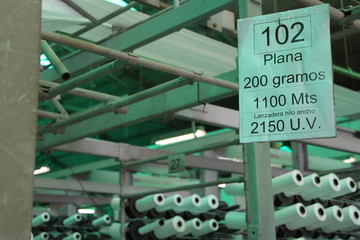 102
Plana
200 gramos
1100 Mts
Lanzadera hilo ancho
2150 U.V.
27